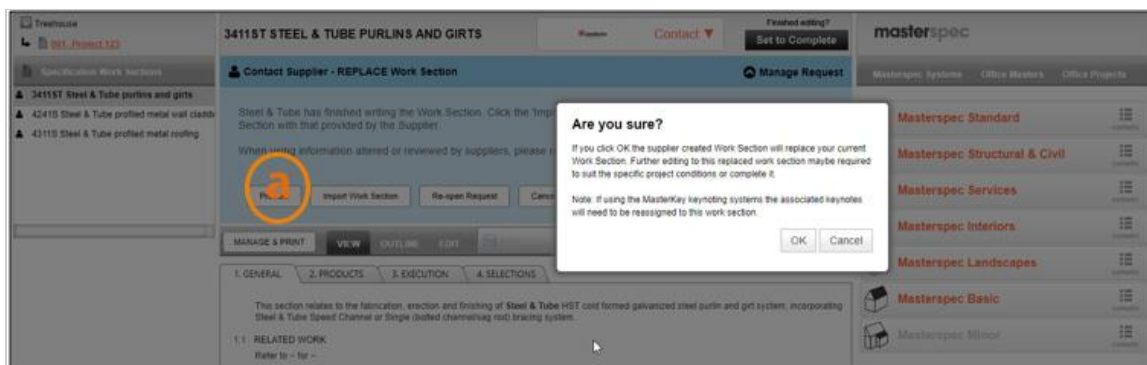 Treehouse
001- Project 123
Specification Work Sections
3411ST Steel & Tube purlins and girts
4241S Steel & Tube profiled metal wall claddi
4311S Steel & Tube profiled metal roofing
3411ST STEEL & TUBE PURLINS AND GIRTS
Contact ▼
Finished editing?
Set to Complete
Contact Supplier - REPLACE Work Section
Manage Request
Steel & Tube has finished writing the Work Section. Click the 'Imp
Section with that provided by the Supplier.
When using information altered or reviewed by suppliers, please
a
Import Work Section
Re-open Request
Cance
MANAGE & PRINT
VIEW
OUTLINE
EDIT
1. GENERAL
2. PRODUCTS
3. EXECUTION
4. SELECTIONS
This section relates to the fabrication, erection and finishing of Steel & Tube HST cold formed galvanized steel purlin and girt system, incorporating
Steel & Tube Speed Channel or Single (bolted channel/sag rod) bracing system.
1.1 RELATED WORK
Refer to ~ for ~
Are you sure?
If you click OK the supplier created Work Section will replace your current
Work Section. Further editing to this replaced work section maybe required
to suit the specific project conditions or complete it.
Note: If using the MasterKey keynoting systems the associated keynotes
will need to be reassigned to this work section.
OK
Cancel
masterspec
Masterspec Systems
Office Masters
Office Projects
Masterspec Standard
Masterspec Structural & Civil
Masterspec Services
Masterspec Interiors
Masterspec Landscapes
Masterspec Basic
Masterspec Minor